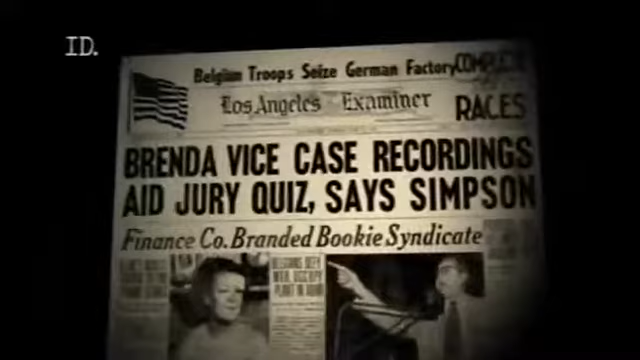 ID.
Belgium Troops Seize German Factory
COMPLETE
Los Angeles Examiner
RACES
BRENDA VICE CASE RECORDINGS
AID JURY QUIZ, SAYS SIMPSON
Finance Co. Branded Bookie Syndicate